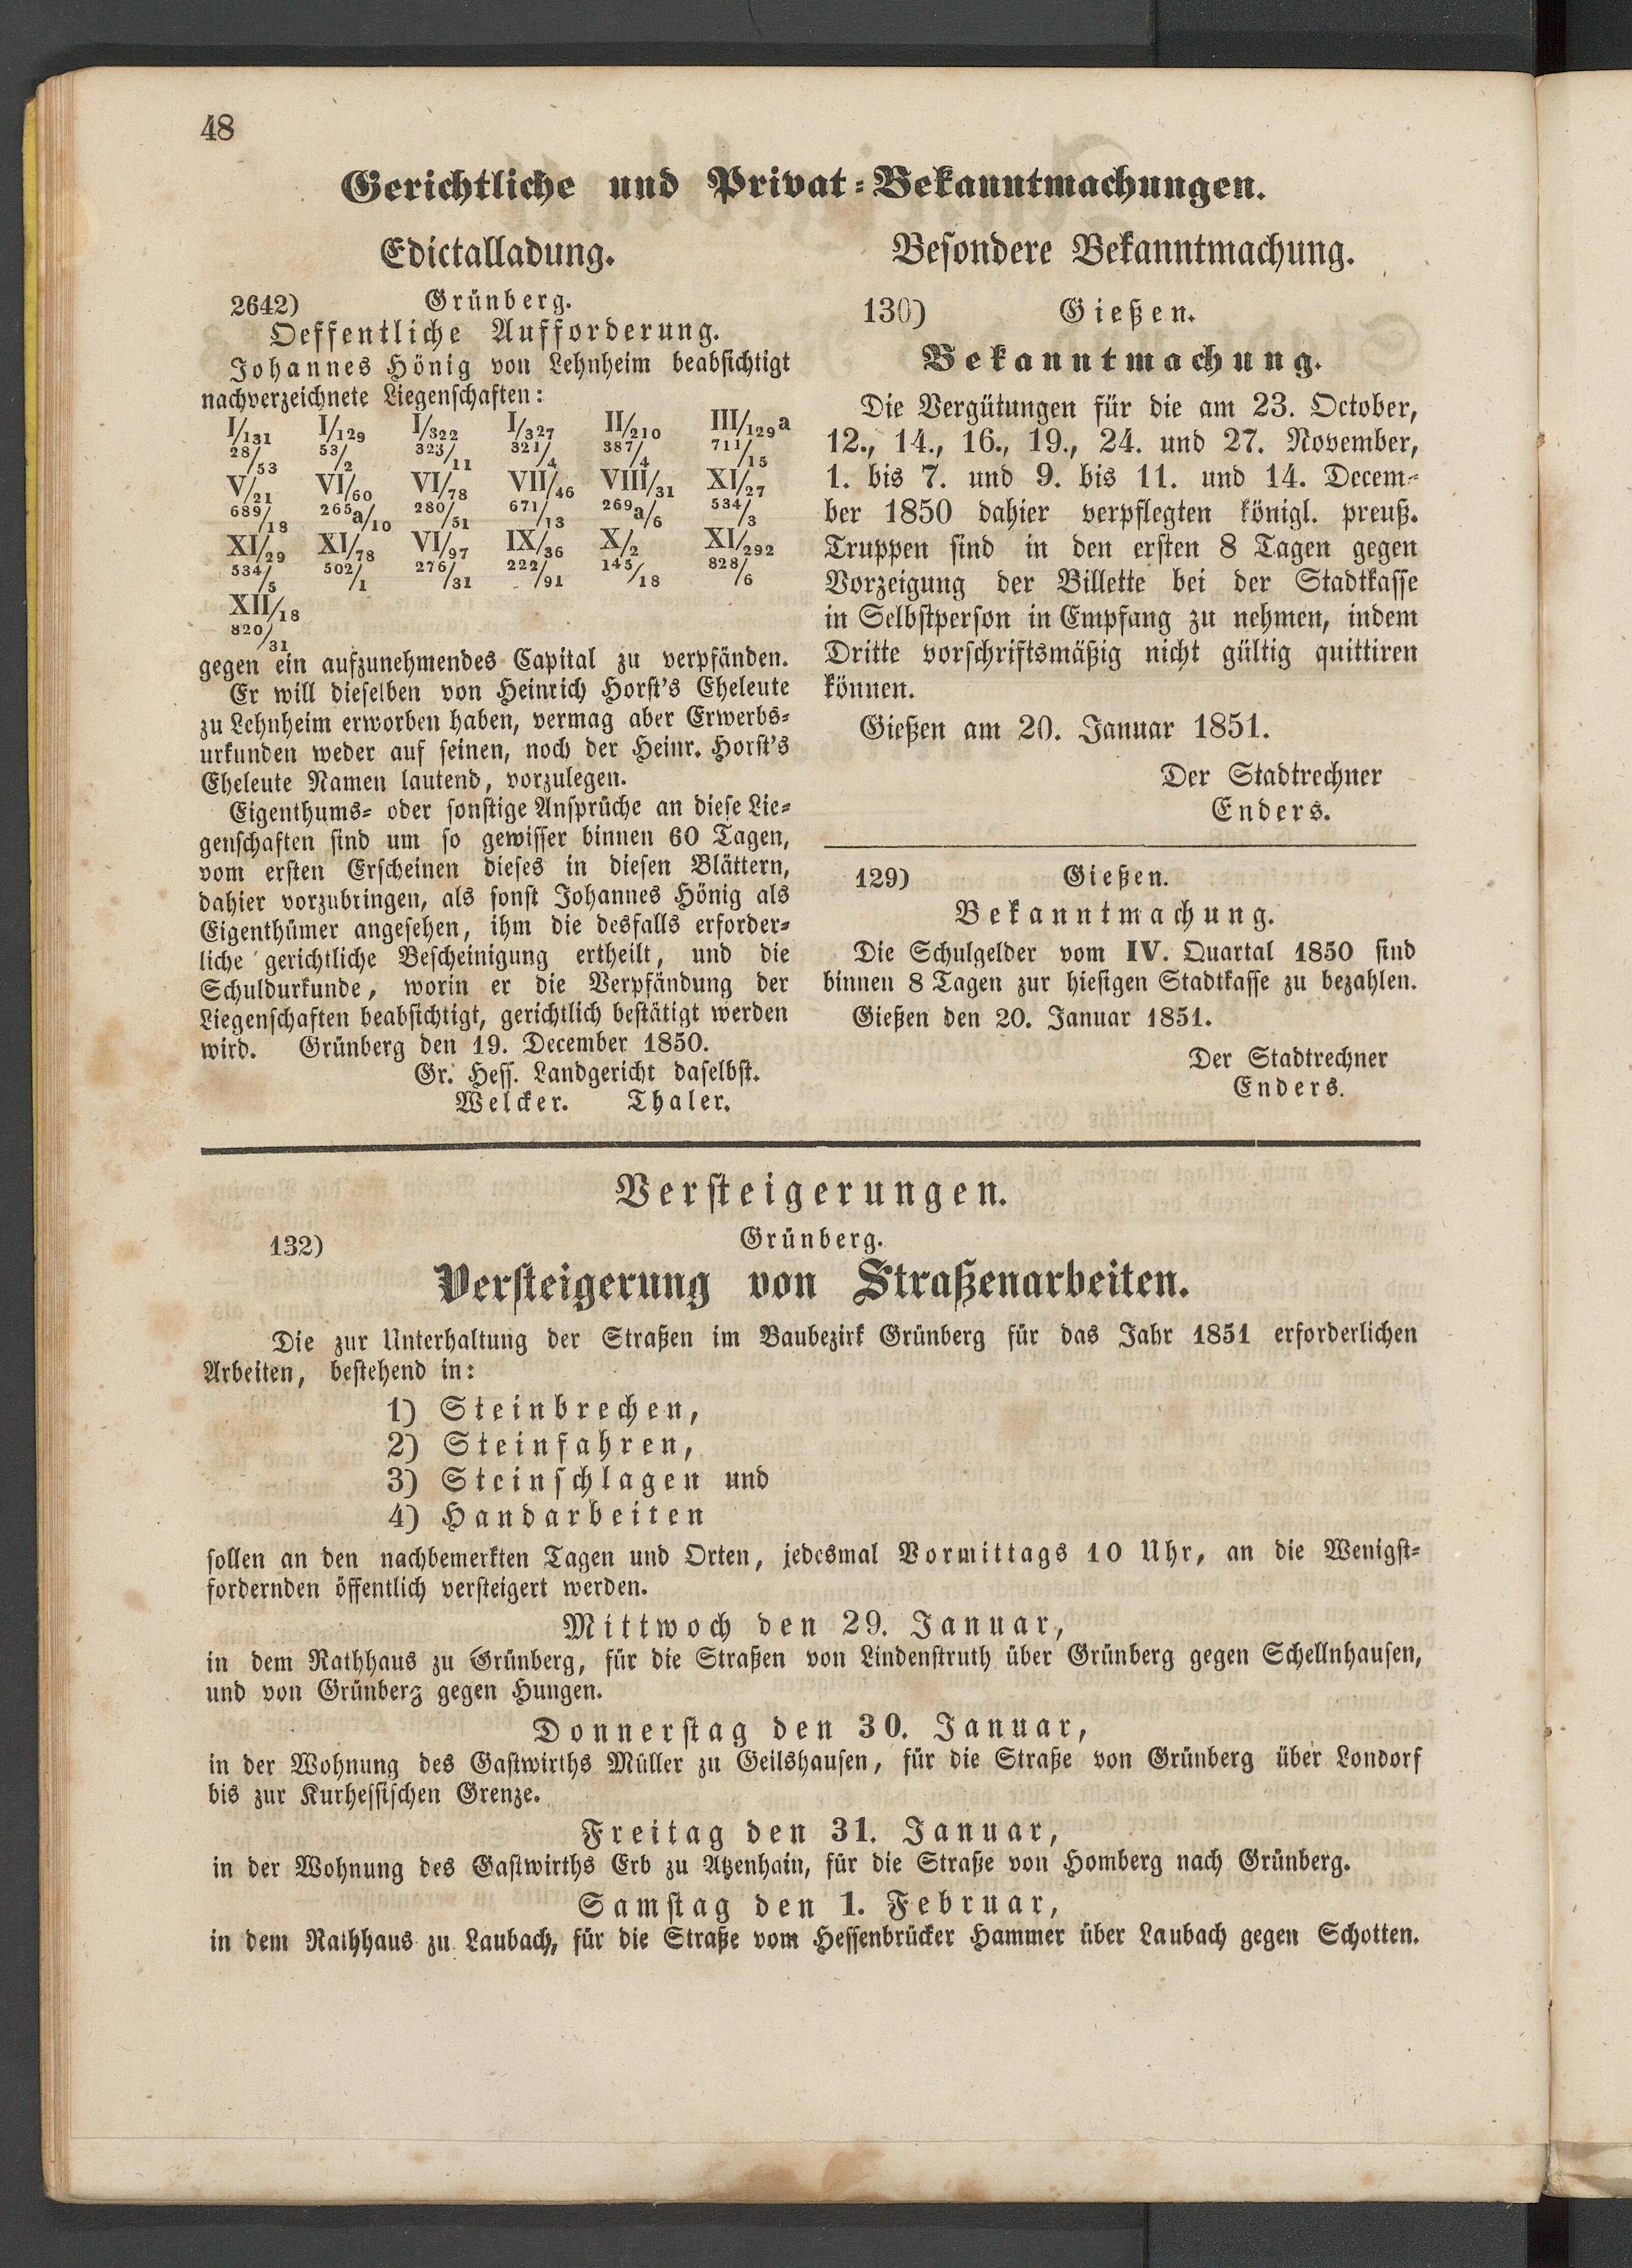 48
Gerichtliche und Privat-Bekanntmachungen.
Edictalladung.
2642) Grünberg.
Oeffentliche Aufforderung.
Johannes Hönig von Lehnheim beabsichtigt
nachverzeichnete Liegenschaften:
I/131 I/129 I/322 I/327 II/210 III/129a
28/53 53/2 323/11 321/4 387/4 711/15
V/21 VI/60 VI/78 VII/46 VIII/31 XI/27
689/18 265a/10 280/51 671/13 269a/6 534/3
XI/29 XI/78 VI/97 IX/36 X/2 XI/292
534/5 502/1 276/31 222/91 145/18 828/6
XII/18
820/31
gegen ein aufzunehmendes Capital zu verpfänden.
Er will dieselben von Heinrich Horst's Eheleute
zu Lehnheim erworben haben, vermag aber Erwerbs-
urkunden weder auf seinen, noch der Heinr. Horst's
Eheleute Namen lautend, vorzulegen.
Eigenthums- oder sonstige Ansprüche an diese Lie-
genschaften sind um so gewisser binnen 60 Tagen,
vom ersten Erscheinen dieses in diesen Blättern,
dahier vorzubringen, als sonst Johannes Hönig als
Eigenthümer angesehen, ihm die desfalls erforder-
liche gerichtliche Bescheinigung ertheilt, und die
Schuldurkunde, worin er die Verpfändung der
Liegenschaften beabsichtigt, gerichtlich bestätigt werden
wird. Grünberg den 19. December 1850.
Gr. Hess. Landgericht daselbst.
Welcker. Thaler.
Besondere Bekanntmachung.
130) Gießen.
Bekanntmachung.
Die Vergütungen für die am 23. October,
12., 14., 16., 19., 24. und 27. November,
1. bis 7. und 9. bis 11. und 14. Decem-
ber 1850 dahier verpflegten königl. preuß.
Truppen sind in den ersten 8 Tagen gegen
Vorzeigung der Billette bei der Stadtkasse
in Selbstperson in Empfang zu nehmen, indem
Dritte vorschriftsmäßig nicht gültig quittiren
können.
Gießen am 20. Januar 1851.
Der Stadtrechner
Enders.
129) Gießen.
Bekanntmachung.
Die Schulgelder vom IV. Quartal 1850 sind
binnen 8 Tagen zur hiesigen Stadtkasse zu bezahlen.
Gießen den 20. Januar 1851.
Der Stadtrechner
Enders.
Versteigerungen.
132) Grünberg.
Versteigerung von Straßenarbeiten.
Die zur Unterhaltung der Straßen im Baubezirk Grünberg für das Jahr 1851 erforderlichen
Arbeiten, bestehend in:
1) Steinbrechen,
2) Steinfahren,
3) Steinschlagen und
4) Handarbeiten
sollen an den nachbemerkten Tagen und Orten, jedesmal Vormittags 10 Uhr, an die Wenigst-
fordernden öffentlich versteigert werden.
Mittwoch den 29. Januar,
in dem Rathhaus zu Grünberg, für die Straßen von Lindenstruth über Grünberg gegen Schellnhausen,
und von Grünberg gegen Hungen.
Donnerstag den 30. Januar,
in der Wohnung des Gastwirths Müller zu Geilshausen, für die Straße von Grünberg über Londorf
bis zur Kurhessischen Grenze.
Freitag den 31. Januar,
in der Wohnung des Gastwirths Erb zu Atzenhain, für die Straße von Homberg nach Grünberg.
Samstag den 1. Februar,
in dem Rathhaus zu Laubach, für die Straße vom Hessenbrücker Hammer über Laubach gegen Schotten.